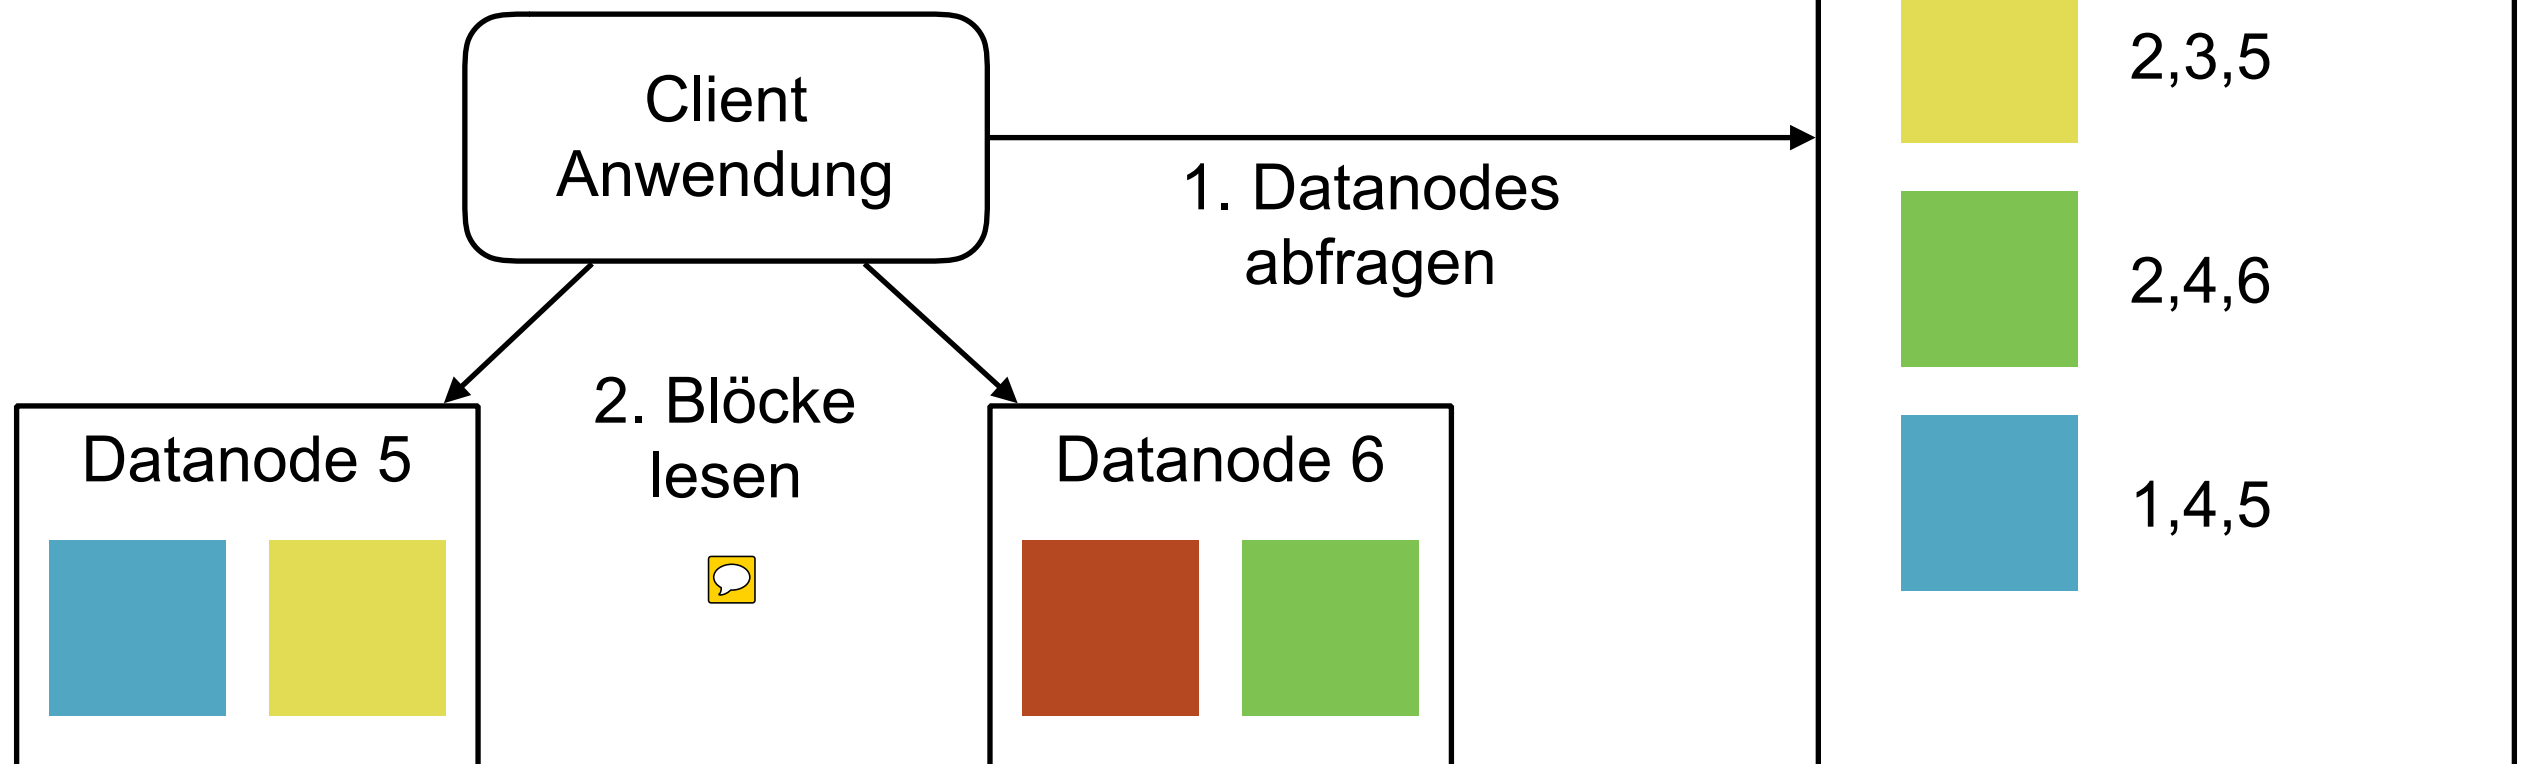 Client
Anwendung
1. Datanodes
abfragen
2. Blöcke
lesen
Datanode 5
Datanode 6
2,3,5
2,4,6
1,4,5